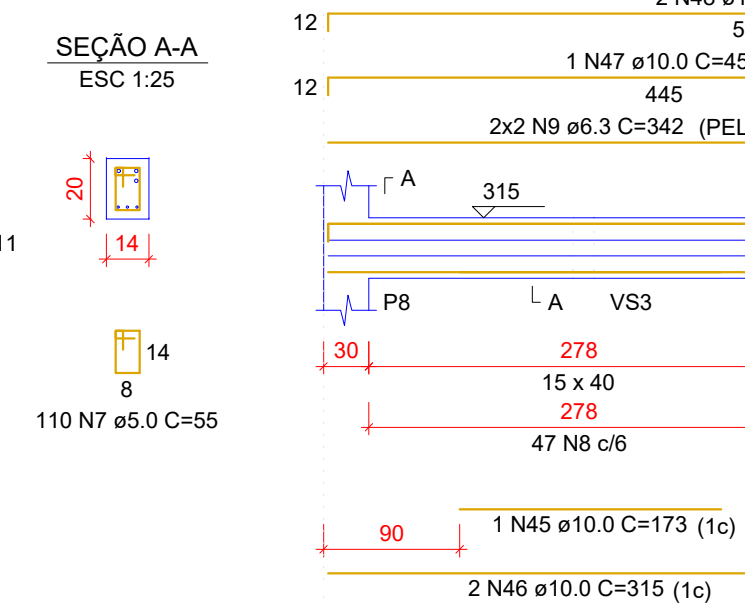 SEÇÃO A-A
ESC 1:25
20
14
14
8
110 N7 ø5.0 C=55
12
5
1 N47 ø10.0 C=45
12
445
2x2 N9 ø6.3 C=342 (PEL
A
315
P8
A
VS3
30
278
15 x 40
278
47 N8 c/6
90
1 N45 ø10.0 C=173 (1c)
2 N46 ø10.0 C=315 (1c)